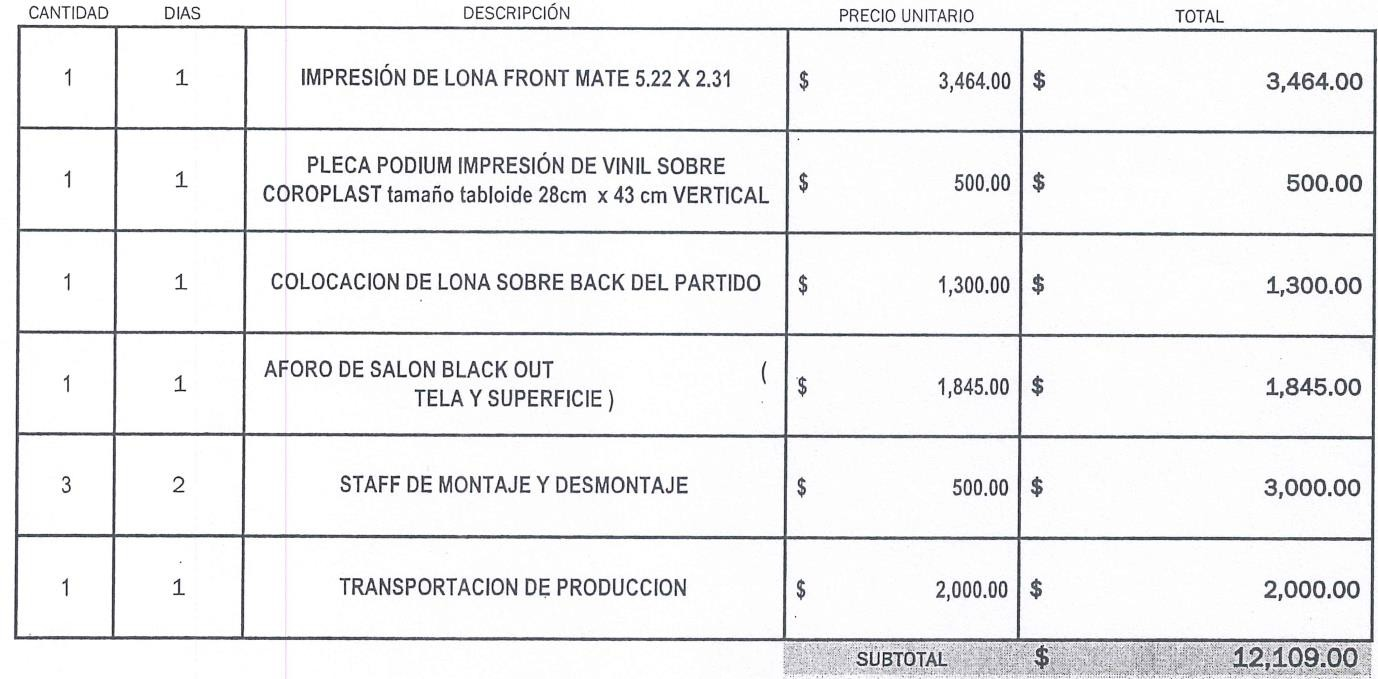 CANTIDAD DIAS DESCRIPCIÓN PRECIO UNITARIO TOTAL
1 1 IMPRESIÓN DE LONA FRONT MATE 5.22 X 2.31 $ 3,464.00 $ 3,464.00
1 1 PLECA PODIUM IMPRESIÓN DE VINIL SOBRE
COROPLAST tamaño tabloide 28cm x 43 cm VERTICAL $ 500.00 $ 500.00
1 1 COLOCACION DE LONA SOBRE BACK DEL PARTIDO $ 1,300.00 $ 1,300.00
1 1 AFORO DE SALON BLACK OUT (
TELA Y SUPERFICIE ) $ 1,845.00 $ 1,845.00
3 2 STAFF DE MONTAJE Y DESMONTAJE $ 500.00 $ 3,000.00
1 1 TRANSPORTACION DE PRODUCCION $ 2,000.00 $ 2,000.00
SUBTOTAL $ 12,109.00